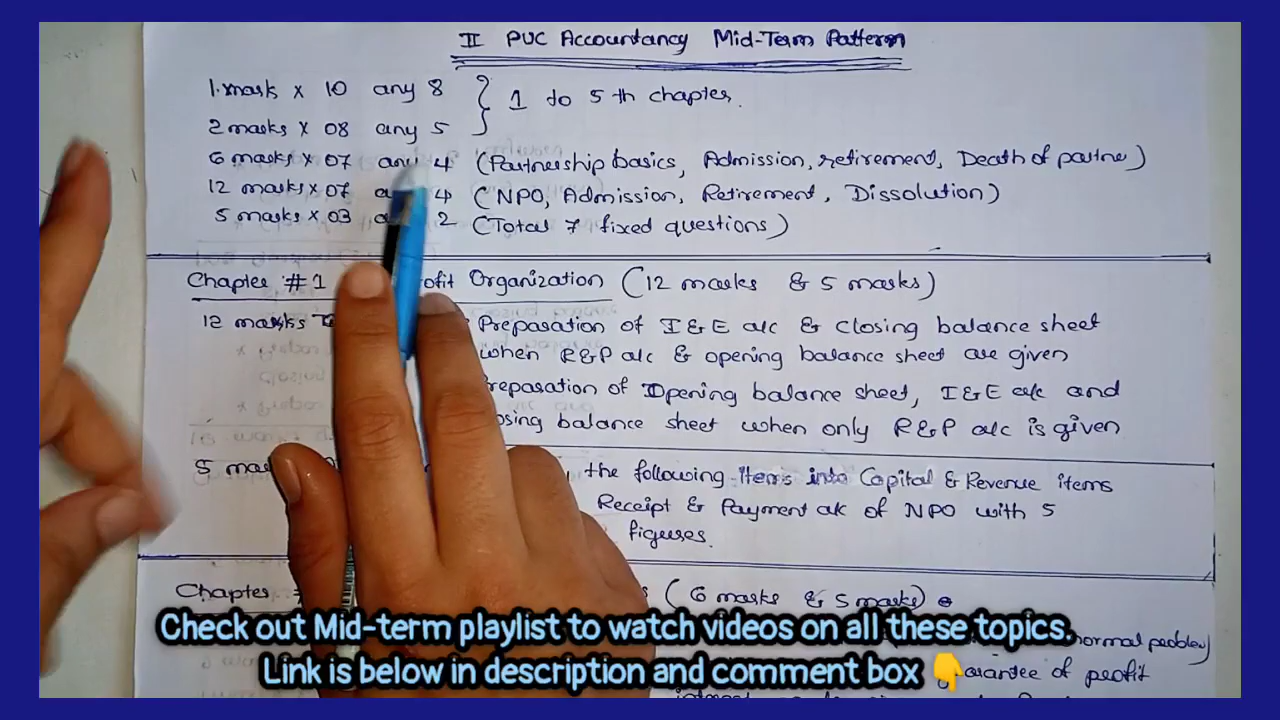 II PUC Accountancy Mid-Term Pattern
1 mark x 10 any 8 } 1 to 5 th chapter.
2 marks x 08 any 5
6 marks x 07 any 4 (Partnership basics, Admission, retirement, Death of partner)
12 marks x 07 4 (NPO, Admission, Retirement, Dissolution)
5 marks x 03 2 (Total 7 fixed questions)
Chapter #1 Organization (12 marks & 5 marks)
12 marks Preparation of I&E a/c & closing balance sheet
when R&P a/c & opening balance sheet are given
Preparation of Opening balance sheet, I&E a/c and
balance sheet when only R&P a/c is given
5 the following Items into Capital & Revenue items
Receipt & Payment a/c of NPO with 5
figures.
Chapter (6 marks & 5 marks)
normal problem)
guarantee of profit
Check out Mid-term playlist to watch videos on all these topics.
Link is below in description and comment box 👇